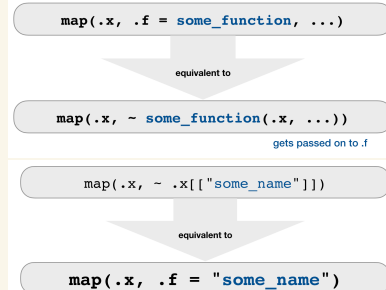 map(.x, .f = some_function, ...)
equivalent to
map(.x, ~ some_function(.x, ...))
gets passed on to .f
map(.x, ~ .x[["some_name"]])
equivalent to
map(.x, .f = "some_name")